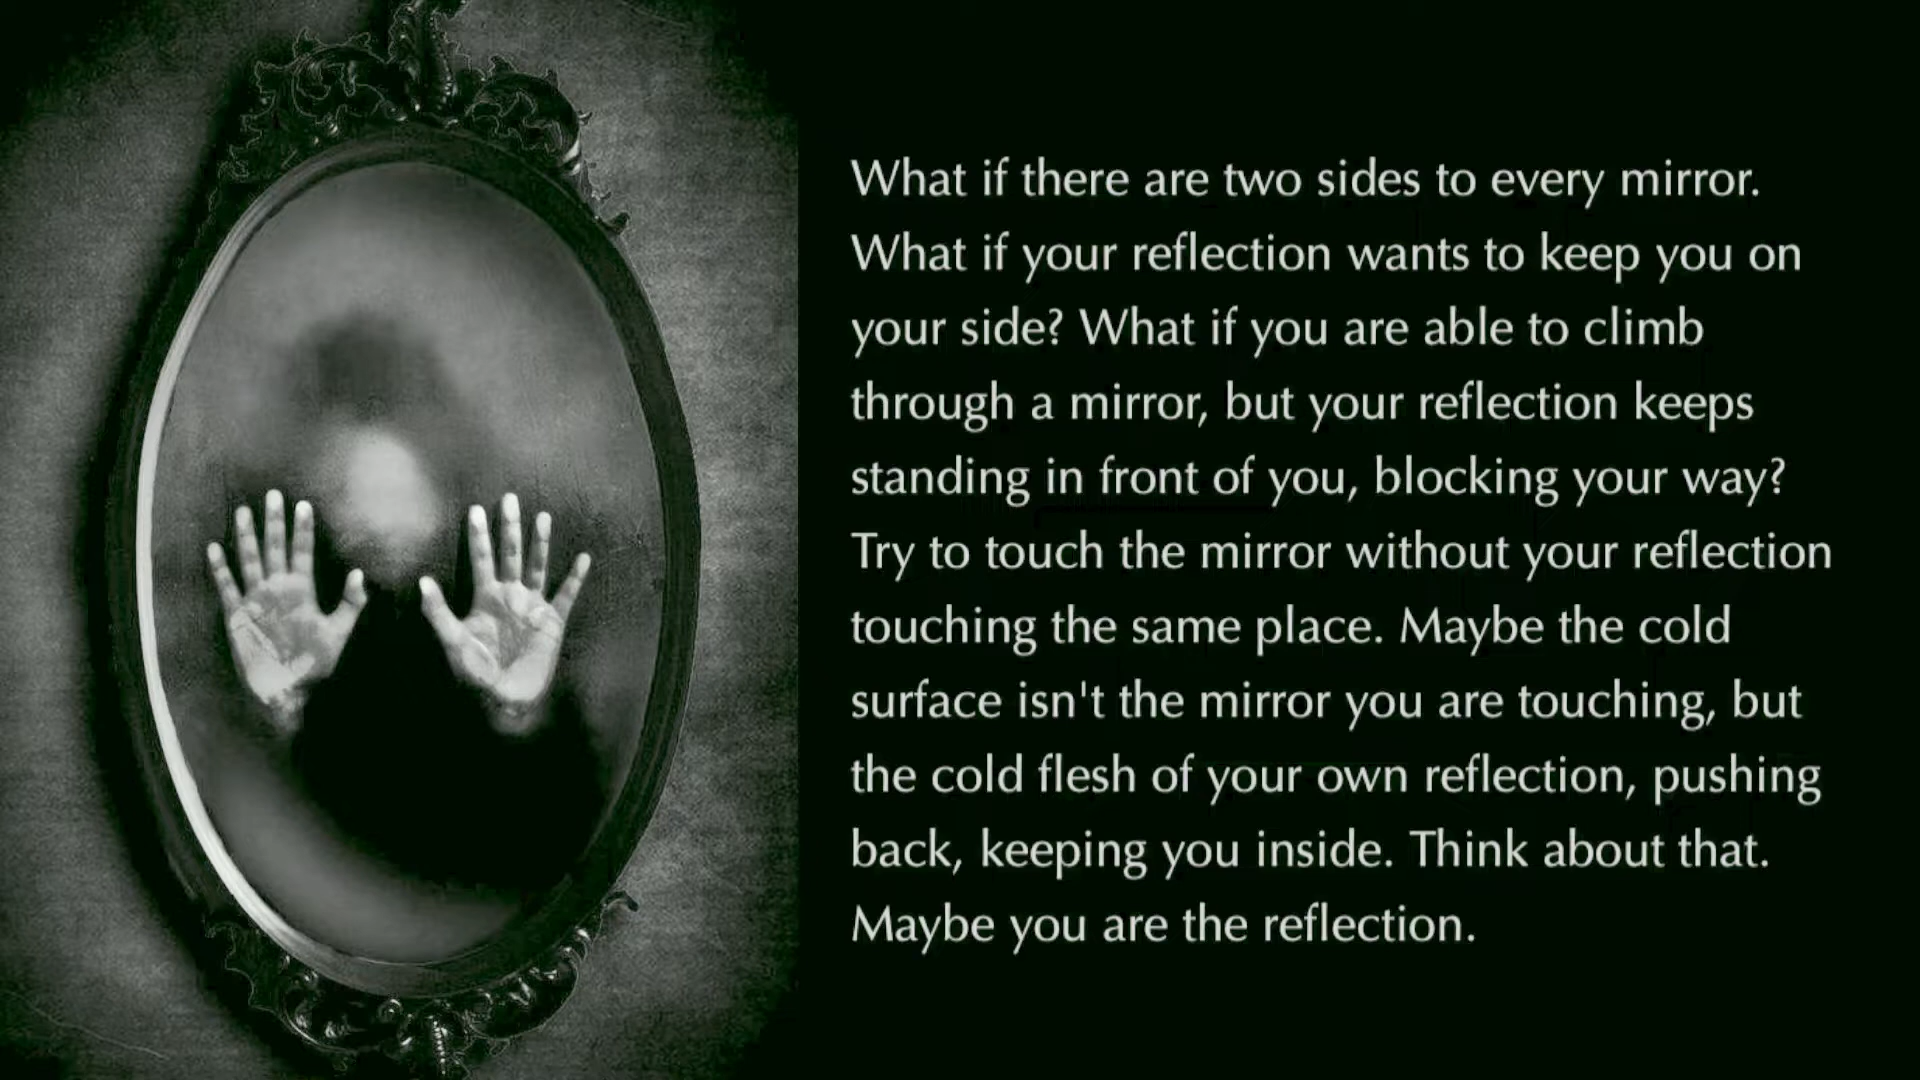 What if there are two sides to every mirror.
What if your reflection wants to keep you on
your side? What if you are able to climb
through a mirror, but your reflection keeps
standing in front of you, blocking your way?
Try to touch the mirror without your reflection
touching the same place. Maybe the cold
surface isn't the mirror you are touching, but
the cold flesh of your own reflection, pushing
back, keeping you inside. Think about that.
Maybe you are the reflection.